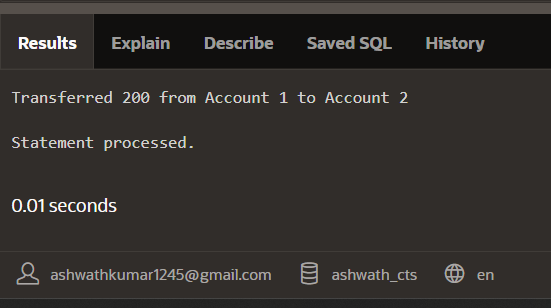 Results Explain Describe Saved SQL History
Transferred 200 from Account 1 to Account 2
Statement processed.
0.01 seconds
ashwathkumar1245@gmail.com ashwath_cts en